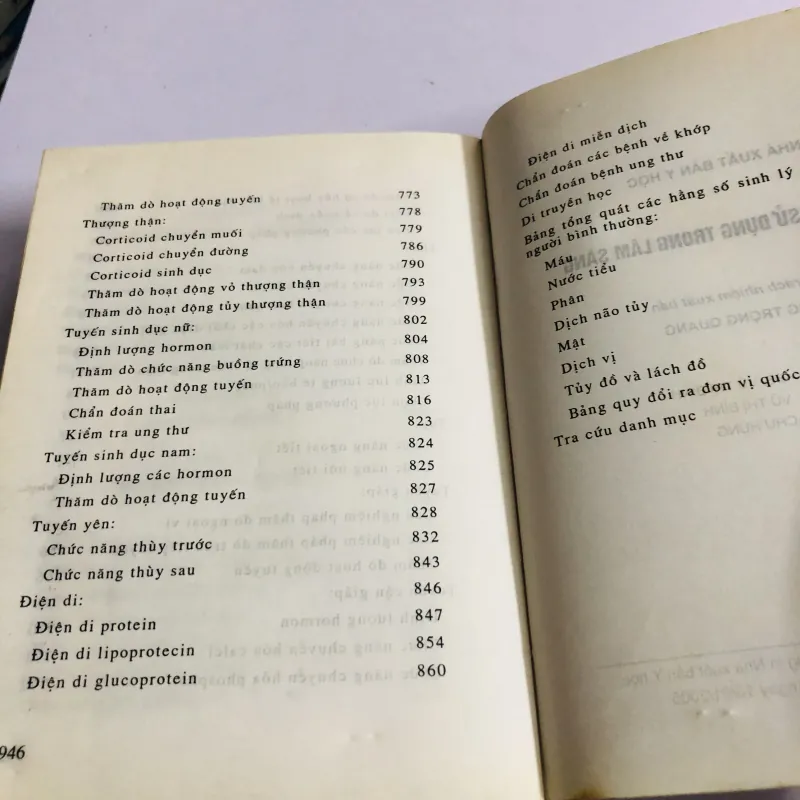 Thăm dò hoạt động tuyến 773
Thượng thận: 778
Corticoid chuyển muối 779
Corticoid chuyển đường 786
Corticoid sinh dục 790
Thăm dò hoạt động vỏ thượng thận 793
Thăm dò hoạt động tủy thượng thận 799
Tuyến sinh dục nữ: 802
Định lượng hormon 804
Thăm dò chức năng buồng trứng 808
Thăm dò hoạt động tuyến 813
Chẩn đoán thai 816
Kiểm tra ung thư 823
Tuyến sinh dục nam: 824
Định lượng các hormon 825
Thăm dò hoạt động tuyến 827
Tuyến yên: 828
Chức năng thùy trước 832
Chức năng thùy sau 843
Điện di: 846
Điện di protein 847
Điện di lipoprotecin 854
Điện di glucoprotein 860
946
Điện di miễn dịch
Chẩn đoán các bệnh về khớp
Chẩn đoán bệnh ung thư
Di truyền học
Bảng tổng quát các hằng số sinh lý
người bình thường:
Máu
Nước tiểu
Phân
Dịch não tủy
Mật
Dịch vị
Tủy đồ và lách đồ
Bảng quy đổi ra đơn vị quốc
Tra cứu danh mục